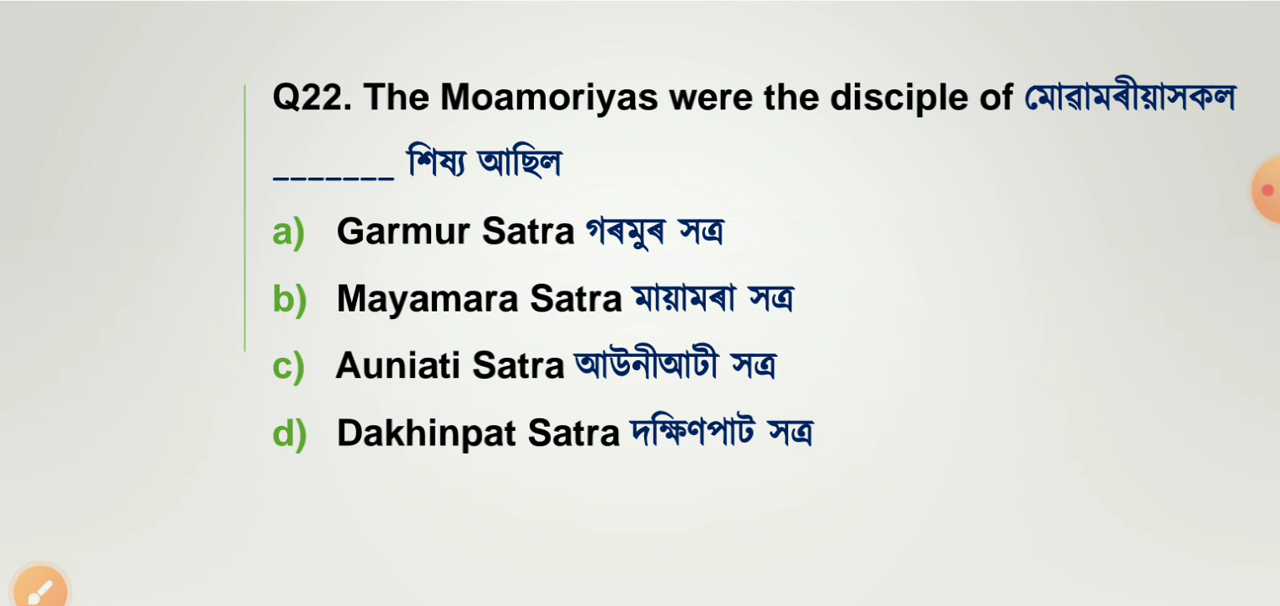 Q22. The Moamoriyas were the disciple of মোৱামৰীয়াসকল
_______ শিষ্য আছিল
a) Garmur Satra গৰমুৰ সত্ৰ
b) Mayamara Satra মায়ামৰা সত্ৰ
c) Auniati Satra আউনীআটী সত্ৰ
d) Dakhinpat Satra দক্ষিণপাট সত্ৰ